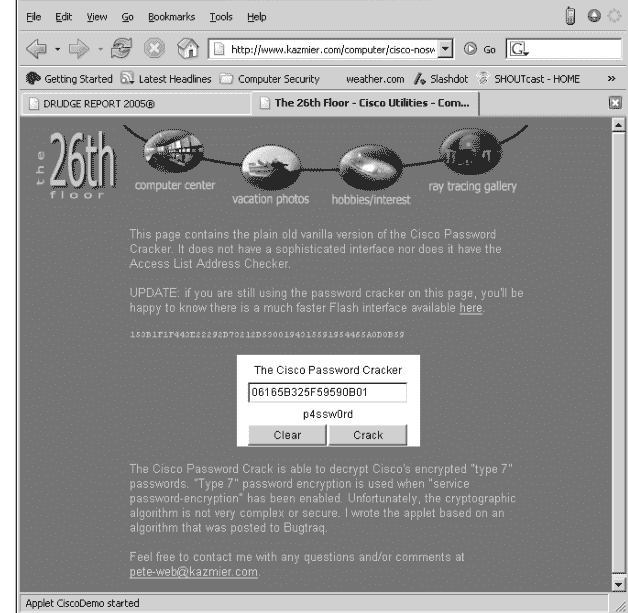 File Edit View Go Bookmarks Tools Help
http://www.kazmier.com/computer/cisco-nosw Go
Getting Started Latest Headlines Computer Security weather.com Slashdot SHOUTcast - HOME »
DRUDGE REPORT 2005® The 26th Floor - Cisco Utilities - Com...
the 26th floor
computer center
vacation photos
hobbies/interest
ray tracing gallery
This page contains the plain old vanilla version of the Cisco Password
Cracker. It does not have a sophisticated interface nor does it have the
Access List Address Checker.
UPDATE: if you are still using the password cracker on this page, you'll be
happy to know there is a much faster Flash interface available here.
The Cisco Password Cracker
06165B325F59590B01
p4ssw0rd
Clear Crack
The Cisco Password Crack is able to decrypt Cisco's encrypted "type 7"
passwords. "Type 7" password encryption is used when "service
password-encryption" has been enabled. Unfortunately, the cryptographic
algorithm is not very complex or secure. I wrote the applet based on an
algorithm that was posted to Bugtraq.
Feel free to contact me with any questions and/or comments at
pete-web@kazmier.com.
Applet CiscoDemo started